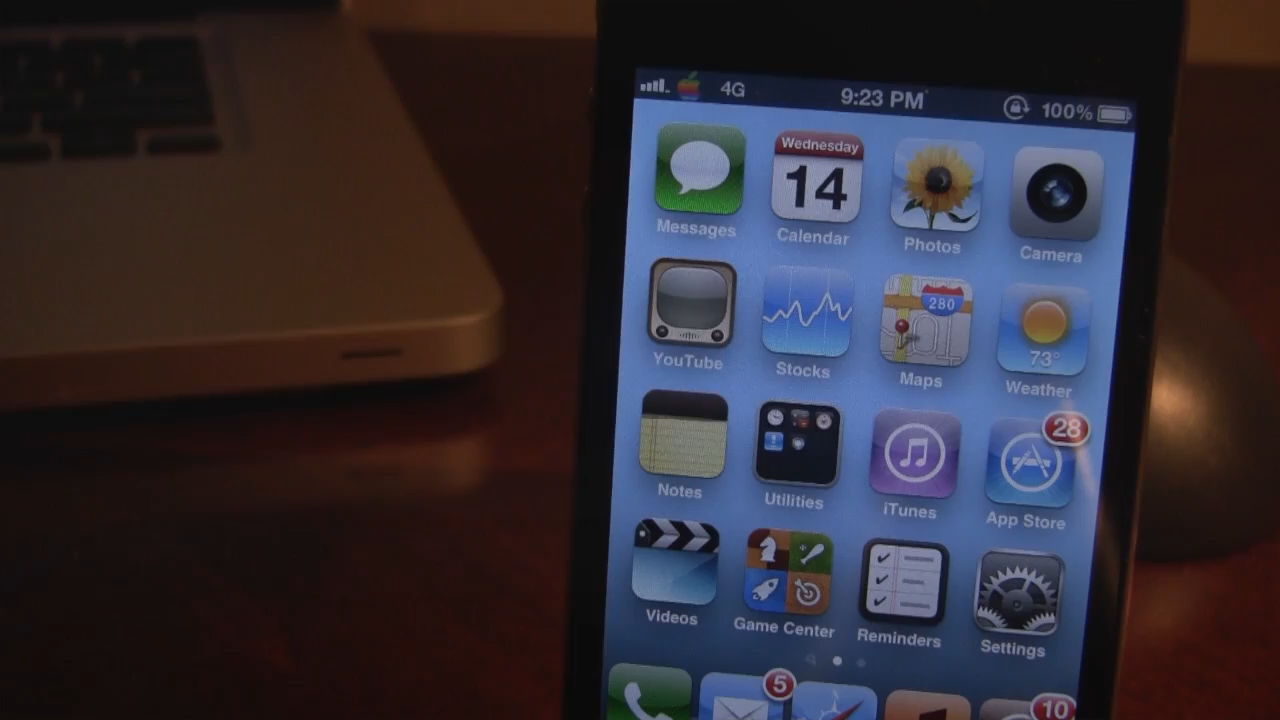 4G 9:23 PM 100%
Wednesday
14
Messages Calendar Photos Camera
280
73°
YouTube Stocks Maps Weather
28
Notes Utilities iTunes App Store
Videos Game Center Reminders Settings
5 10